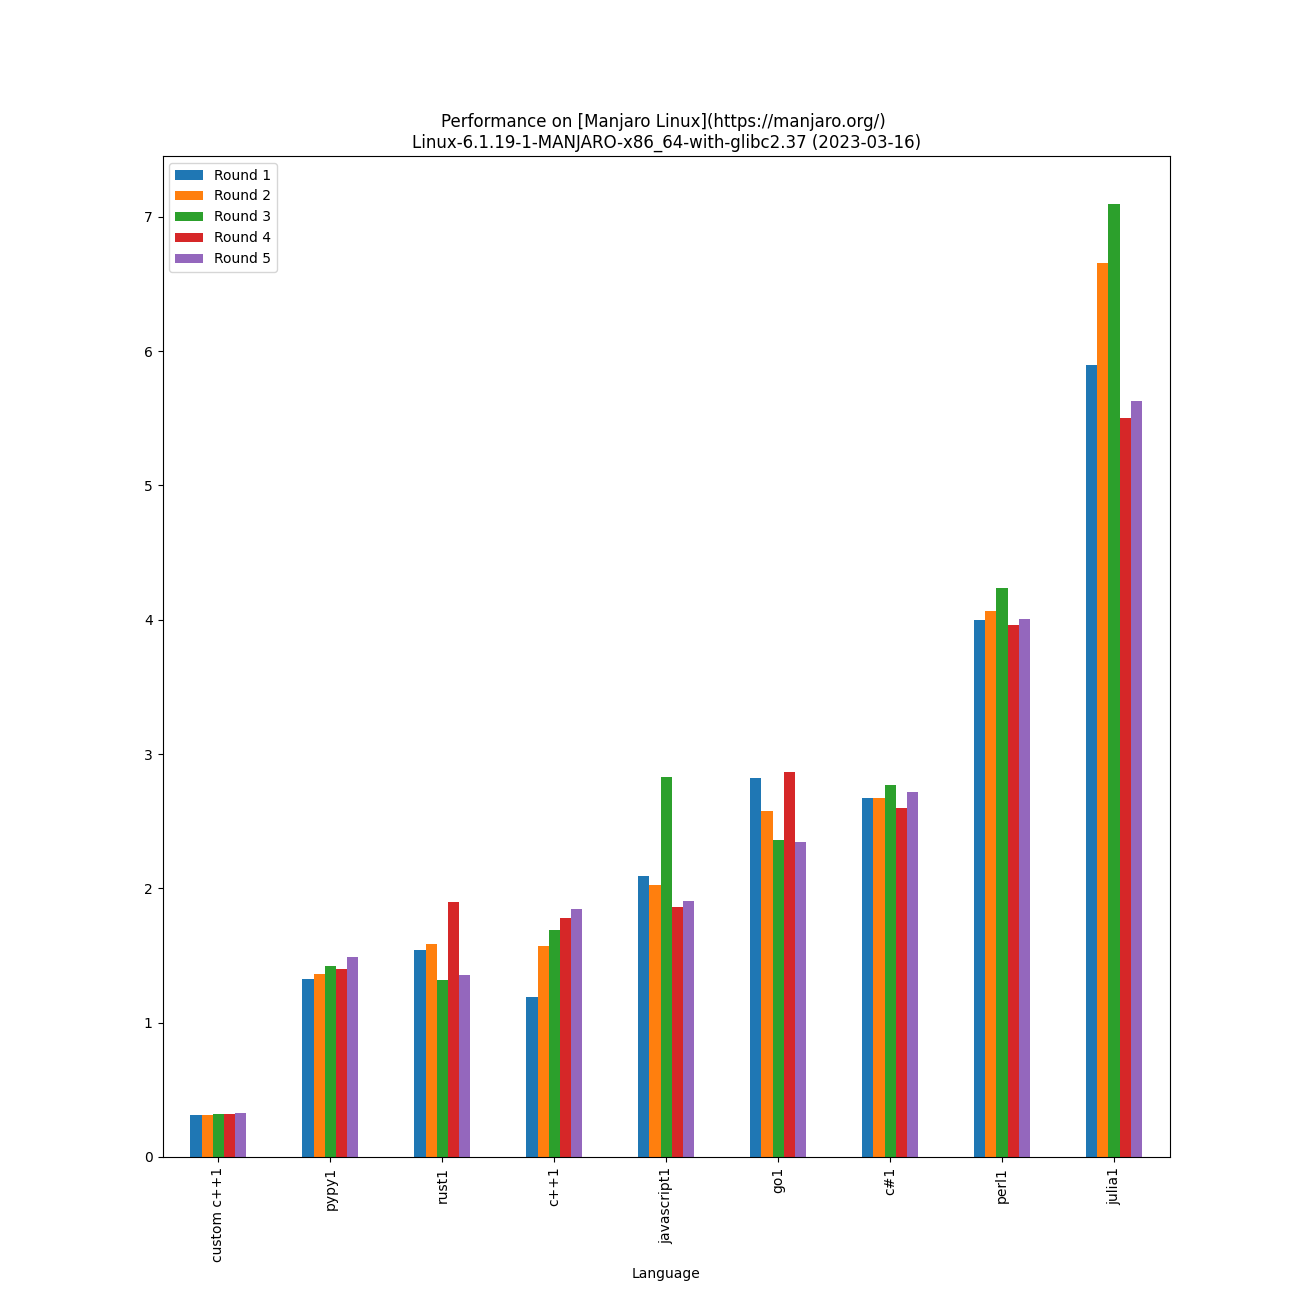 Performance on [Manjaro Linux](https://manjaro.org/)
Linux-6.1.19-1-MANJARO-x86_64-with-glibc2.37 (2023-03-16)
Round 1
Round 2
Round 3
Round 4
Round 5
7
6
5
4
3
2
1
0
custom c++1
pypy1
rust1
c++1
javascript1
go1
c#1
perl1
julia1
Language